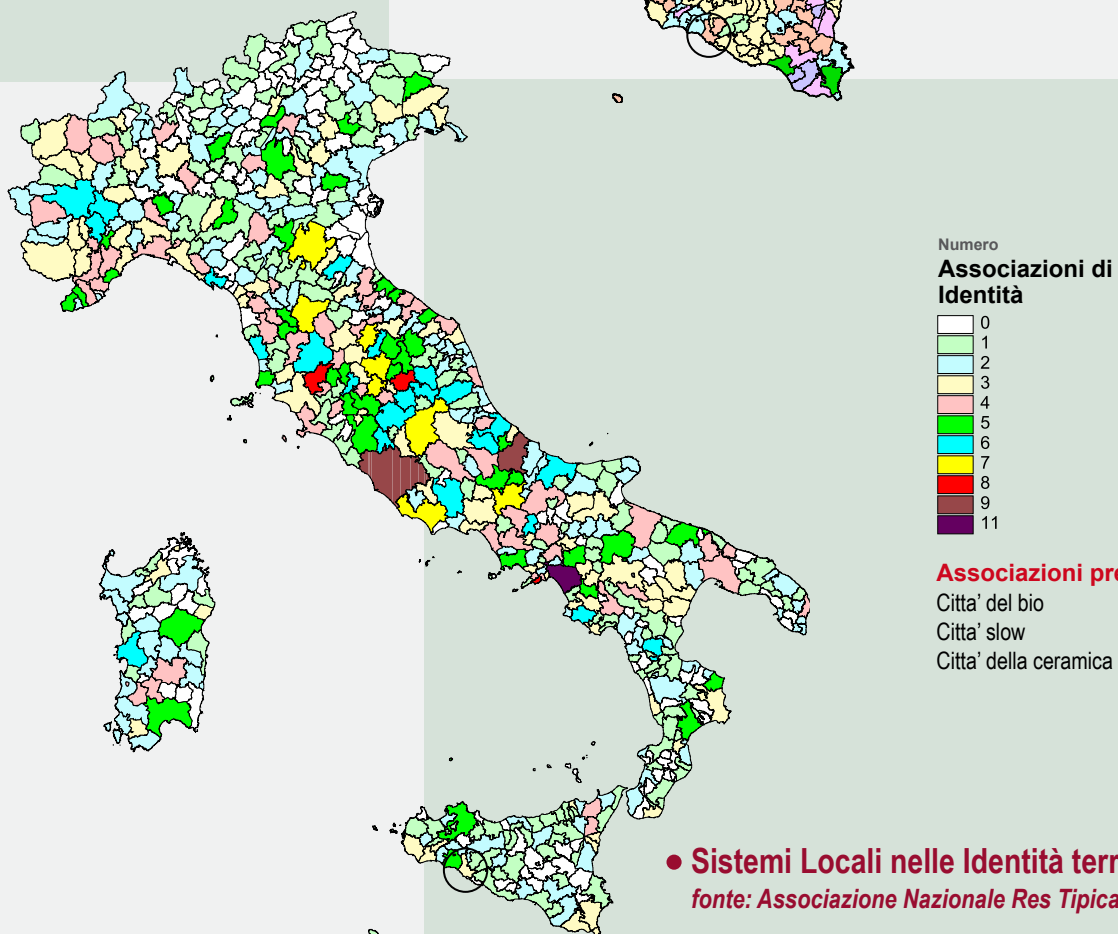 Numero
Associazioni di
Identità
0
1
2
3
4
5
6
7
8
9
11
Associazioni pre
Citta' del bio
Citta' slow
Citta' della ceramica
• Sistemi Locali nelle Identità terr
fonte: Associazione Nazionale Res Tipica